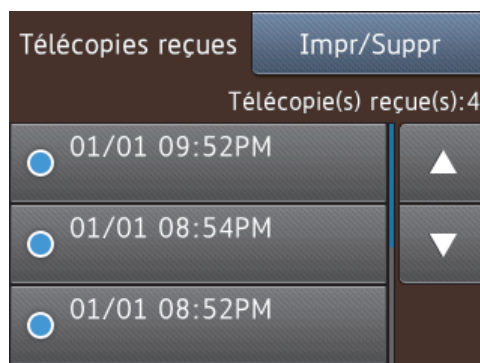 Télécopies reçues
Impr/Suppr
Télécopie(s) reçue(s):4
01/01 09:52PM
01/01 08:54PM
01/01 08:52PM